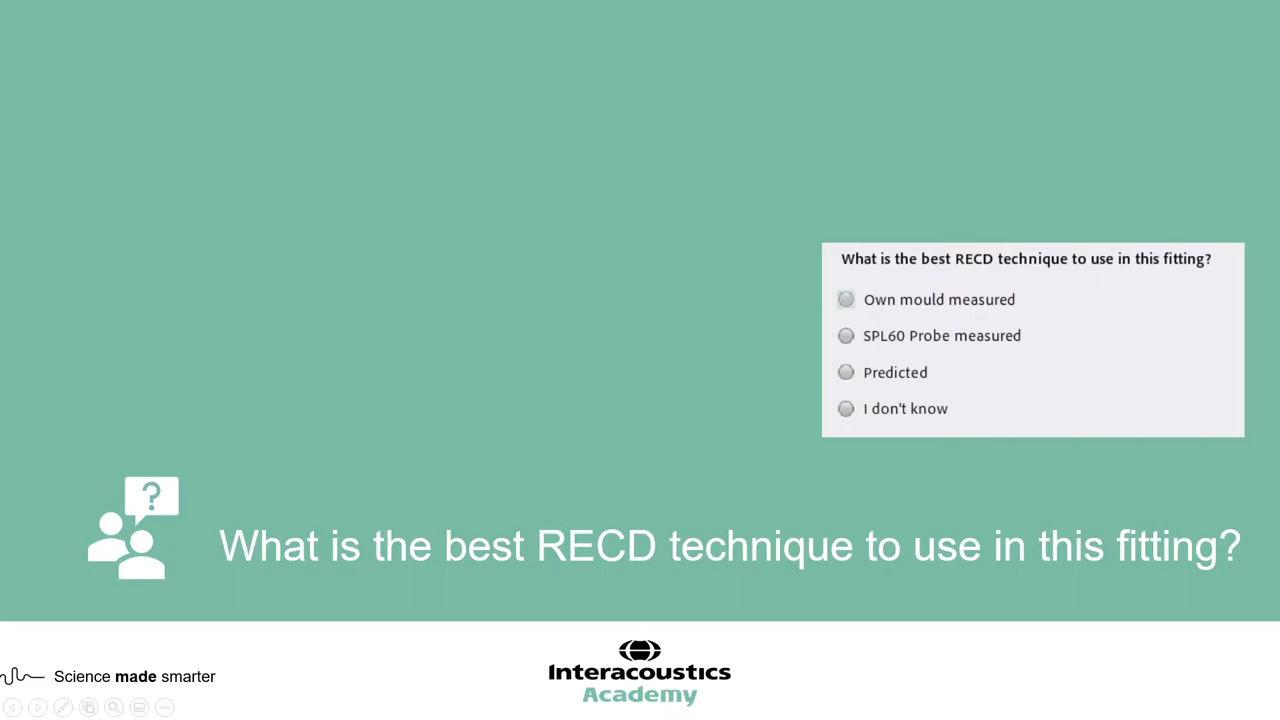 What is the best RECD technique to use in this fitting?
Own mould measured
SPL60 Probe measured
Predicted
I don't know
?
What is the best RECD technique to use in this fitting?
Science made smarter
Interacoustics
Academy